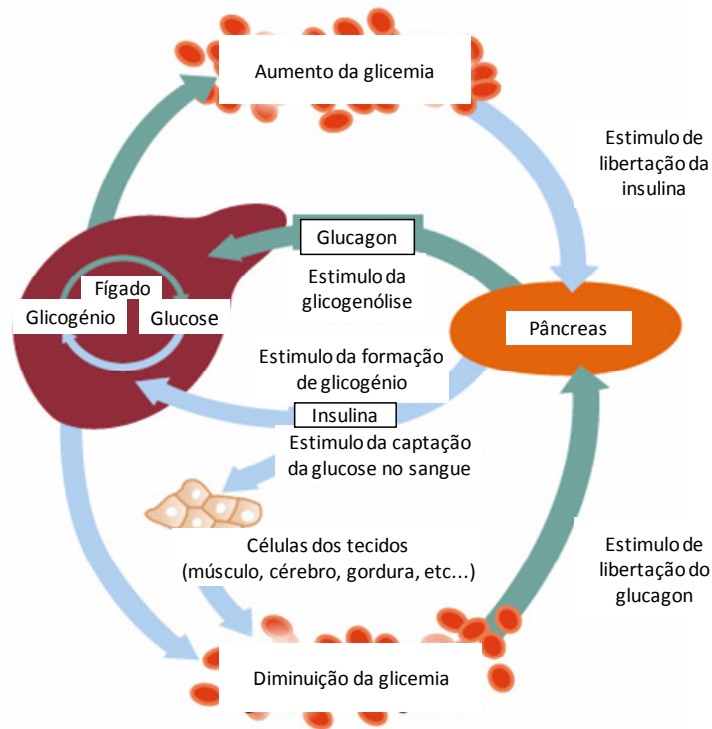 Aumento da glicemia
Estimulo de
libertação da
insulina
Glucagon
Estimulo da
glicogenólise
Fígado
Glicogénio
Glucose
Pâncreas
Estimulo da formação
de glicogénio
Insulina
Estimulo da captação
da glucose no sangue
Células dos tecidos
(músculo, cérebro, gordura, etc...)
Estimulo de
libertação do
glucagon
Diminuição da glicemia